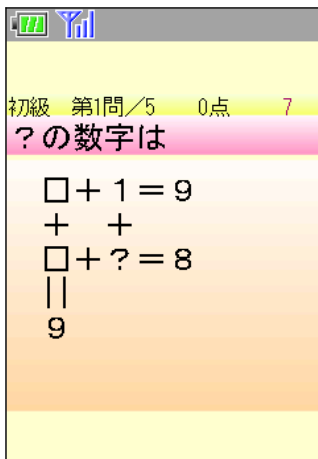 初級 第1問/5 0点 7
?の数字は
□+1=9
+ +
□+?=8
||
9